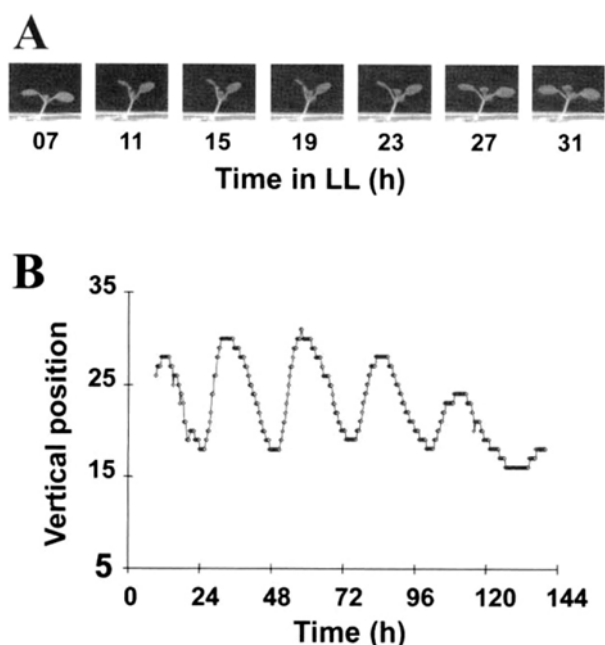 A
07 11 15 19 23 27 31
Time in LL (h)
B
35
25
15
5
Vertical position
0 24 48 72 96 120 144
Time (h)